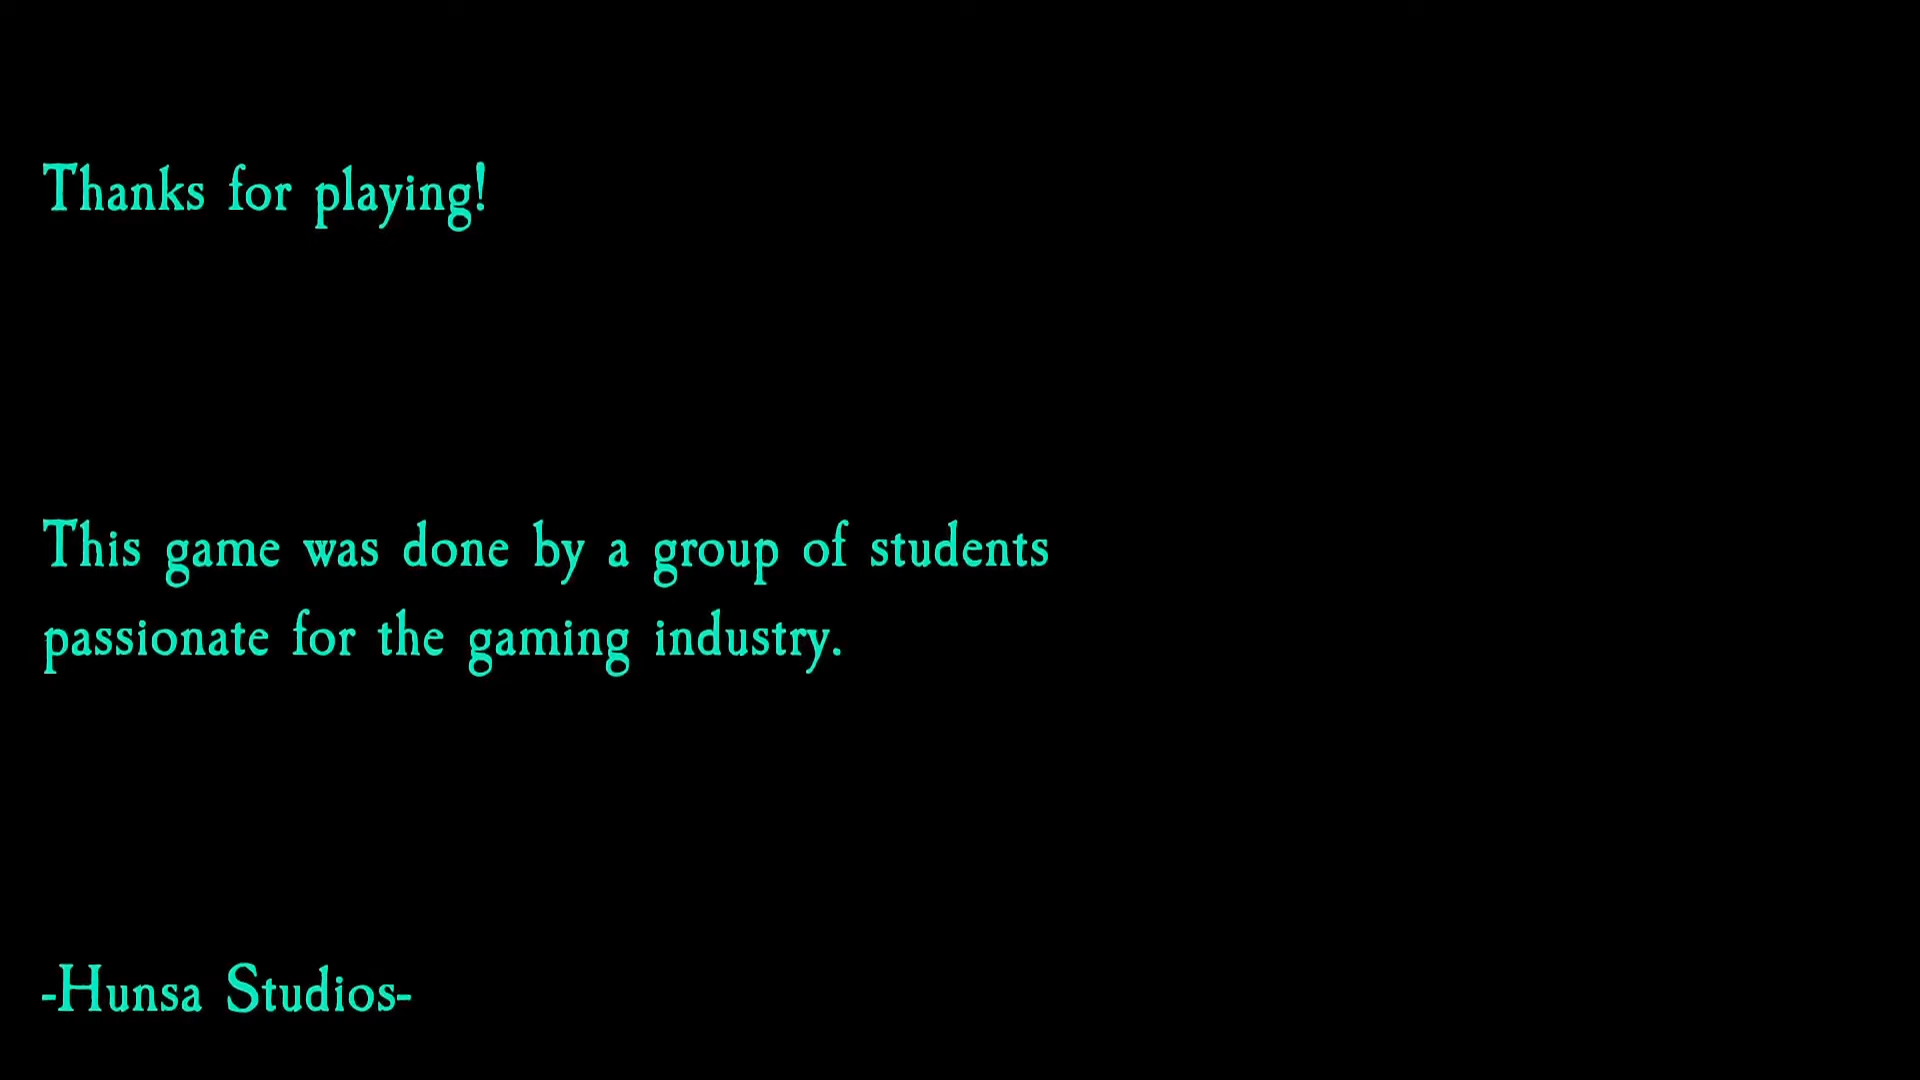 Thanks for playing!
This game was done by a group of students
passionate for the gaming industry.
-Hunsa Studios-